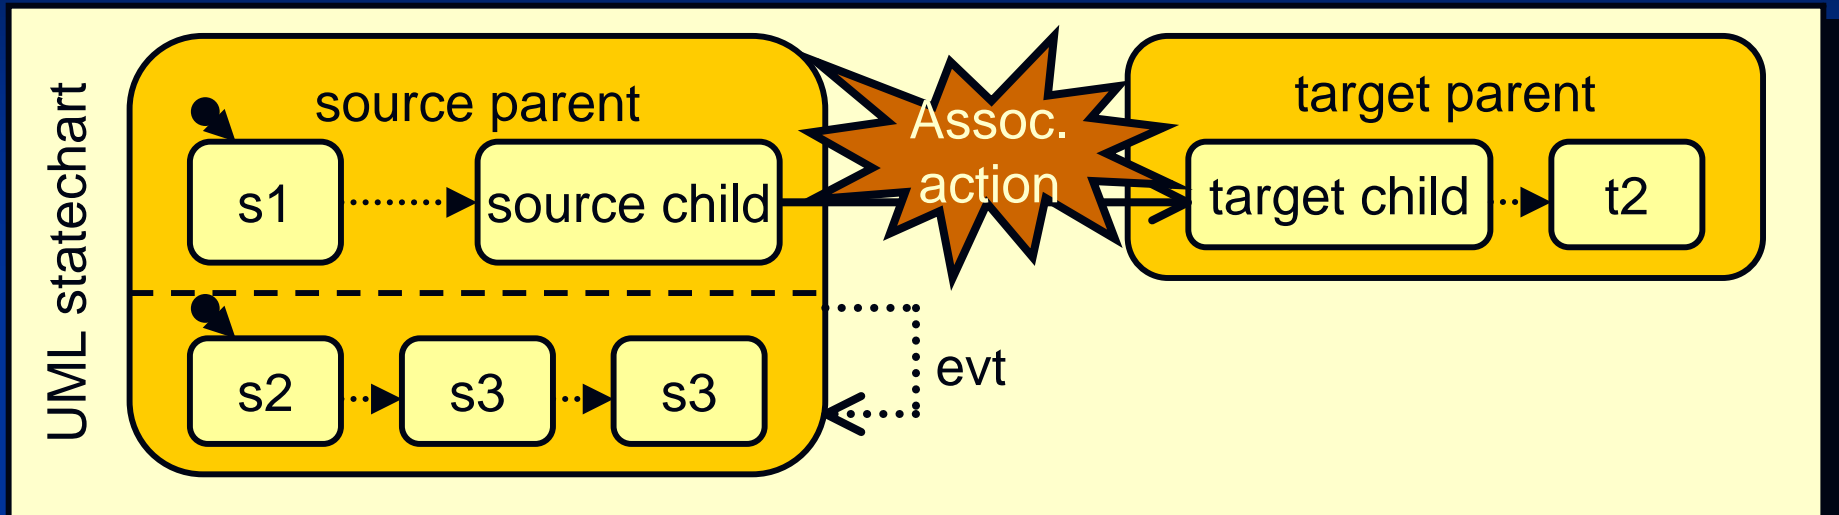 UML statechart
source parent
s1
source child
s2
s3
s3
Assoc.
action
evt
target parent
target child
t2